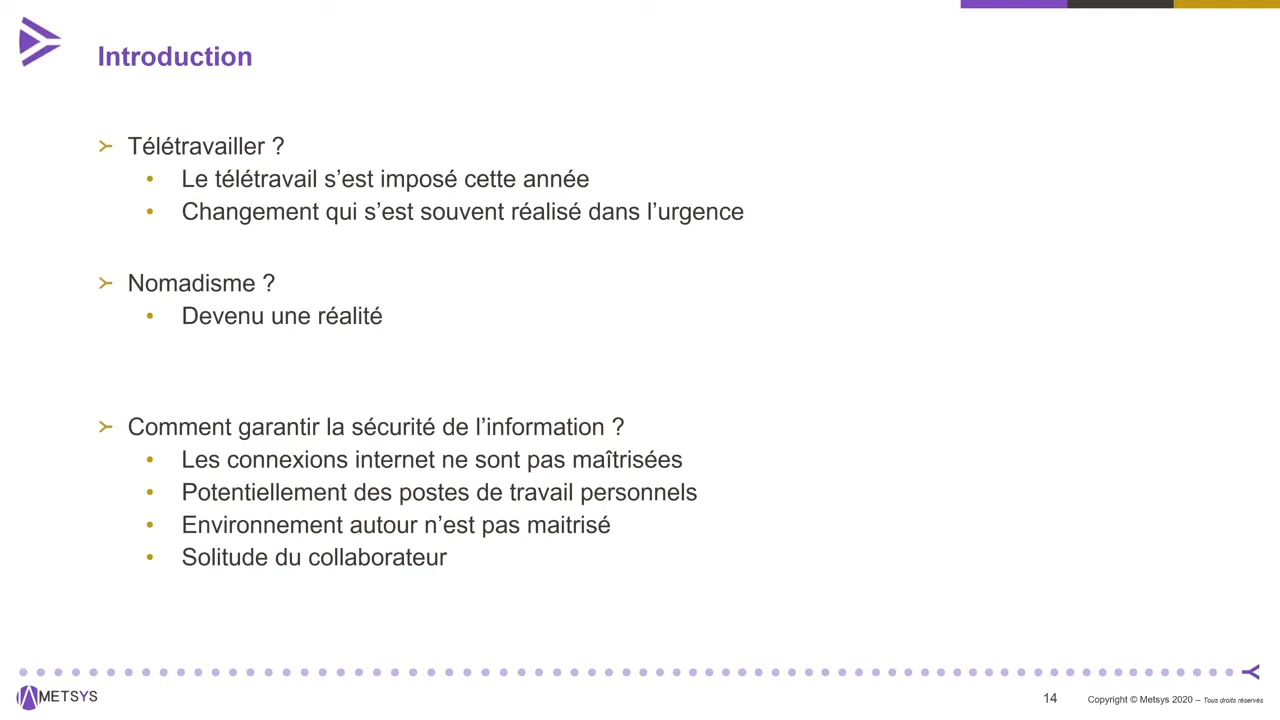 Introduction
Télétravailler ?
Le télétravail s’est imposé cette année
Changement qui s’est souvent réalisé dans l’urgence
Nomadisme ?
Devenu une réalité
Comment garantir la sécurité de l’information ?
Les connexions internet ne sont pas maîtrisées
Potentiellement des postes de travail personnels
Environnement autour n’est pas maitrisé
Solitude du collaborateur
METSYS
14
Copyright © Metsys 2020 – Tous droits réservés